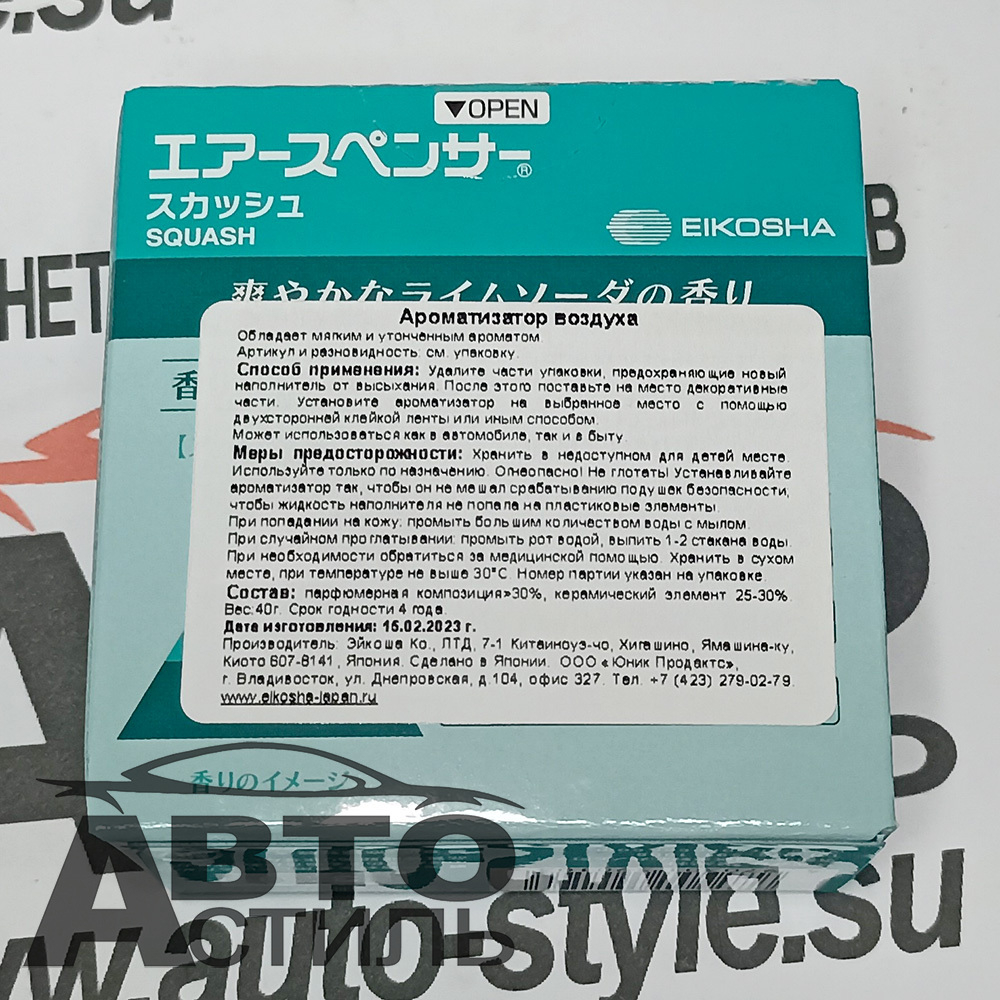 .su
▼OPEN
エアースペンサー®
スカッシュ
SQUASH
EIKOSHA
НЕТ
В
爽やかなライムソーダの香り
Ароматизатор воздуха
Обладает мягким и утонченным ароматом.
Артикул и разновидность: см. упаковку.
Способ применения: Удалите части упаковки, предохраняющие новый
наполнитель от высыхания. После этого поставьте на место декоративные
части. Установите ароматизатор на выбранное место с помощью
двухсторонней клейкой ленты или иным способом.
Может использоваться как в автомобиле, так и в быту.
Меры предосторожности: Хранить в недоступном для детей месте.
Используйте только по назначению. Огнеопасно! Не глотать! Устанавливайте
ароматизатор так, чтобы он не мешал срабатыванию подушек безопасности,
чтобы жидкость наполнителя не попала на пластиковые элементы.
При попадании на кожу: промыть большим количеством воды с мылом.
При случайном проглатывании: промыть рот водой, выпить 1-2 стакана воды.
При необходимости обратиться за медицинской помощью. Хранить в сухом
месте, при температуре не выше 30°С. Номер партии указан на упаковке.
Состав: парфюмерная композиция>30%, керамический элемент 25-30%.
Вес:40г. Срок годности 4 года.
Дата изготовления: 15.02.2023 г.
Производитель: Эйкоша Ко., ЛТД, 7-1 Китаиноуэ-чо, Хигашино, Ямашина-ку,
Киото 607-8141, Япония. Сделано в Японии. ООО «Юник Продактс»,
г. Владивосток, ул. Днепровская, д.104, офис 327. Тел. +7 (423) 279-02-79.
www.eikosha-japan.ru
香
香りのイメージ
АВТО
СТИЛЬ
w.auto-style.su